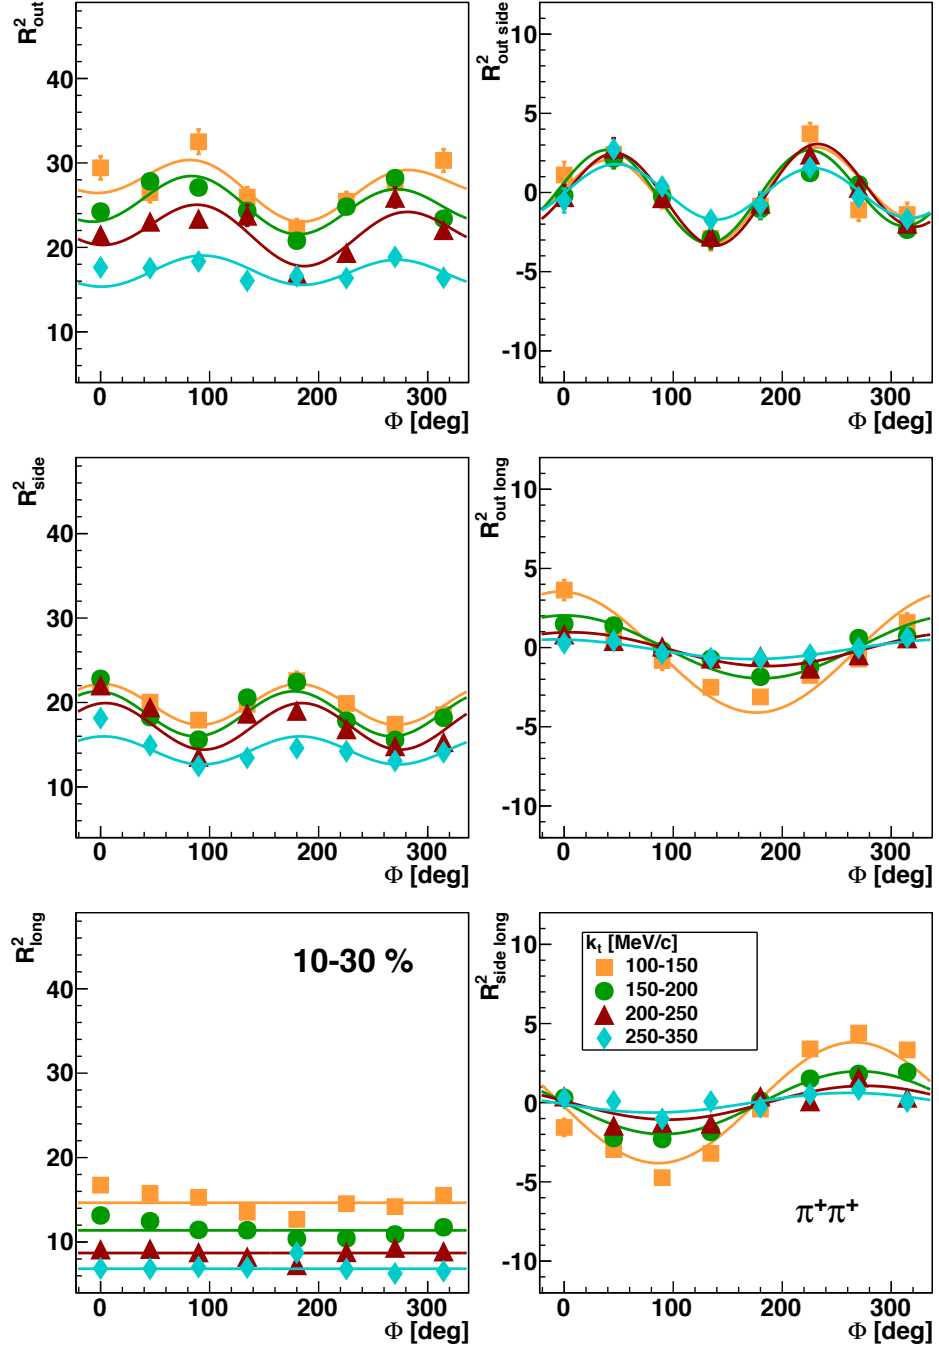 R²out
40
30
20
10
0 100 200 300
Φ [deg]
R²out side
10
5
0
-5
-10
0 100 200 300
Φ [deg]
R²side
40
30
20
10
0 100 200 300
Φ [deg]
R²out long
10
5
0
-5
-10
0 100 200 300
Φ [deg]
R²long
10-30 %
40
30
20
10
0 100 200 300
Φ [deg]
R²side long
10
5
0
-5
-10
kt [MeV/c]
100-150
150-200
200-250
250-350
π⁺π⁺
0 100 200 300
Φ [deg]